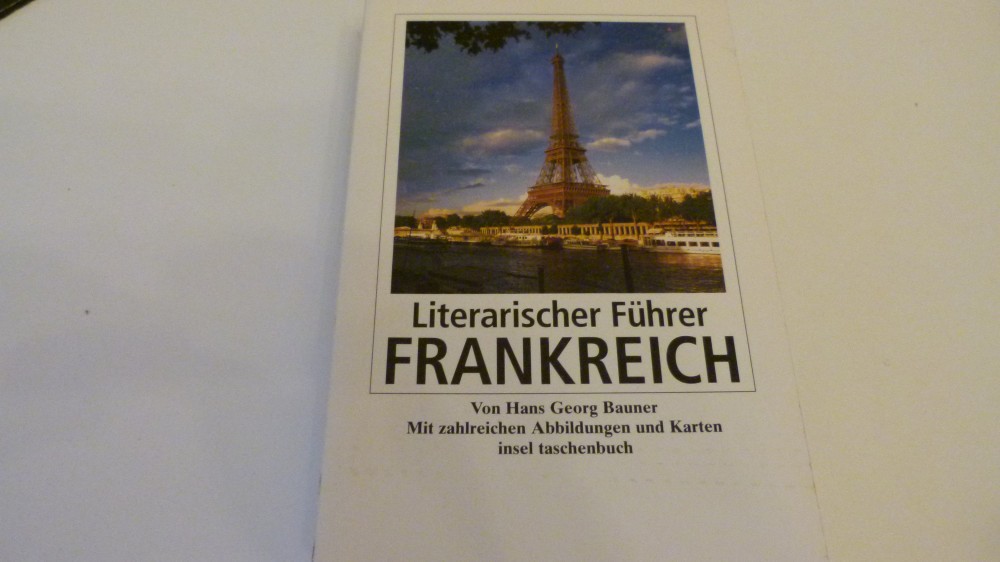 Literarischer Führer
FRANKREICH
Von Hans Georg Bauner
Mit zahlreichen Abbildungen und Karten
insel taschenbuch